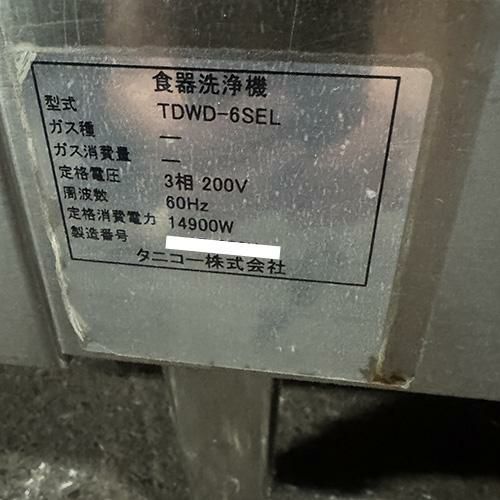 食器洗浄機
型式 TDWD-6SEL
ガス種 ―
ガス消費量 ―
定格電圧 3相 200V
周波数 60Hz
定格消費電力 14900W
製造番号
タニコー株式会社